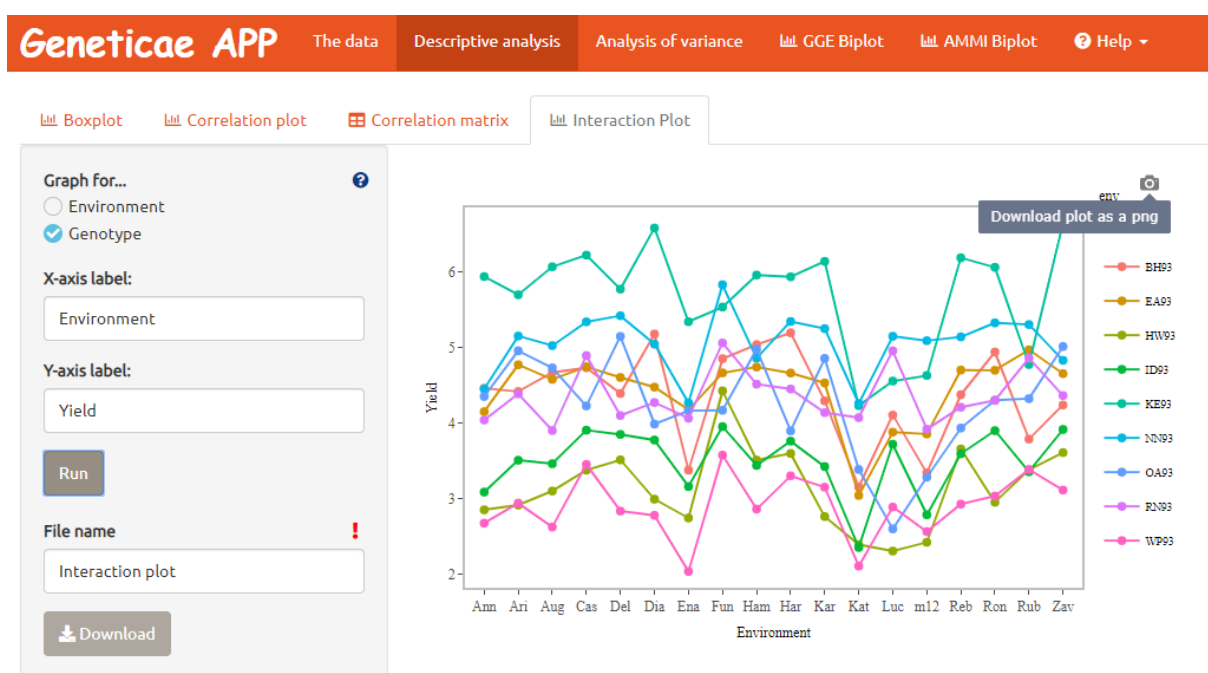 Geneticae APP The data Descriptive analysis Analysis of variance GGE Biplot AMMI Biplot Help
Boxplot Correlation plot Correlation matrix Interaction Plot
Graph for...
Environment
Genotype
X-axis label:
Environment
Y-axis label:
Yield
Run
File name
Interaction plot
Download
env
Download plot as a png
Yield
6
5
4
3
2
Ann Ari Aug Cas Del Dia Ena Fun Ham Har Kar Kat Luc m12 Reb Ron Rub Zav
Environment
BH93
EA93
HW93
ID93
KE93
NN93
OA93
RN93
WP93